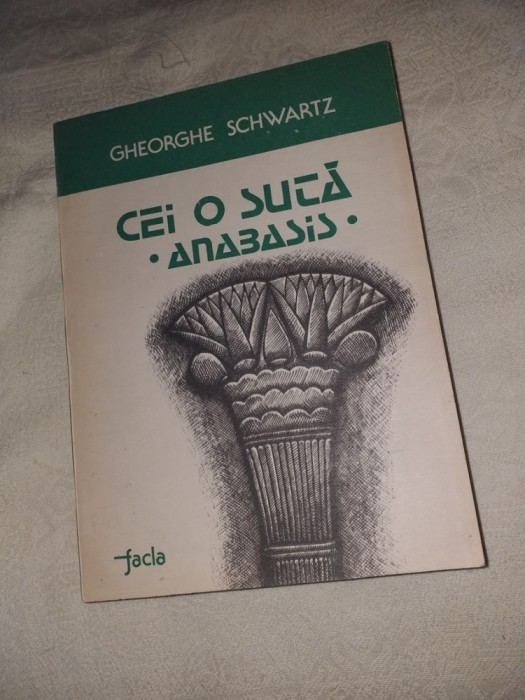 GHEORGHE SCHWARTZ
CEI O SUTĂ
• ANABASIS •
facla